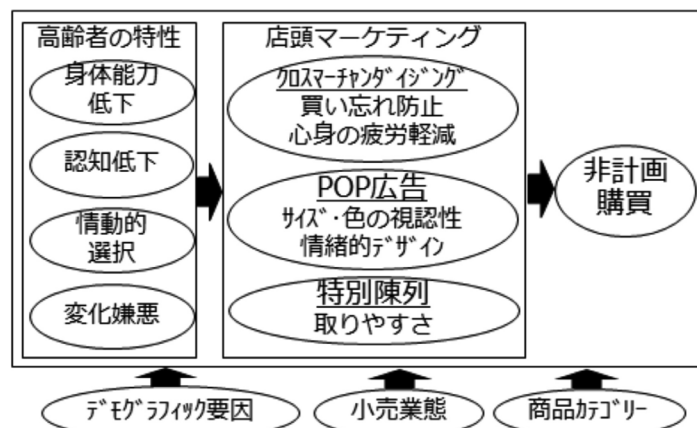 高齢者の特性
身体能力
低下
認知低下
情動的
選択
変化嫌悪
店頭マーケティング
ｸﾛｽﾏｰﾁｬﾝﾀﾞｲｼﾞﾝｸﾞ
買い忘れ防止
心身の疲労軽減
POP広告
ｻｲｽﾞ･色の視認性
情緒的ﾃﾞｻﾞｲﾝ
特別陳列
取りやすさ
非計画
購買
ﾃﾞﾓｸﾞﾗﾌｨｯｸ要因
小売業態
商品ｶﾃｺﾞﾘｰ